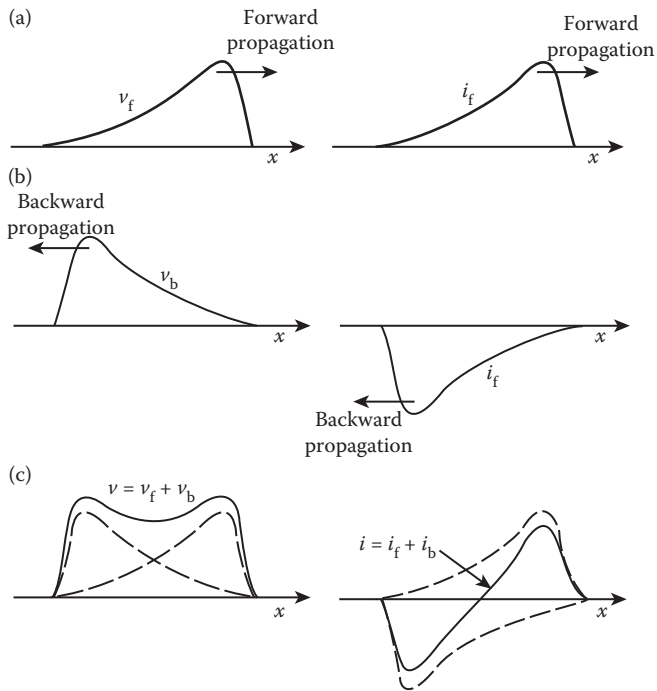 (a)
Forward
propagation
v_f
x
Forward
propagation
i_f
x
(b)
Backward
propagation
v_b
x
x
i_f
Backward
propagation
(c)
v = v_f + v_b
x
i = i_f + i_b
x